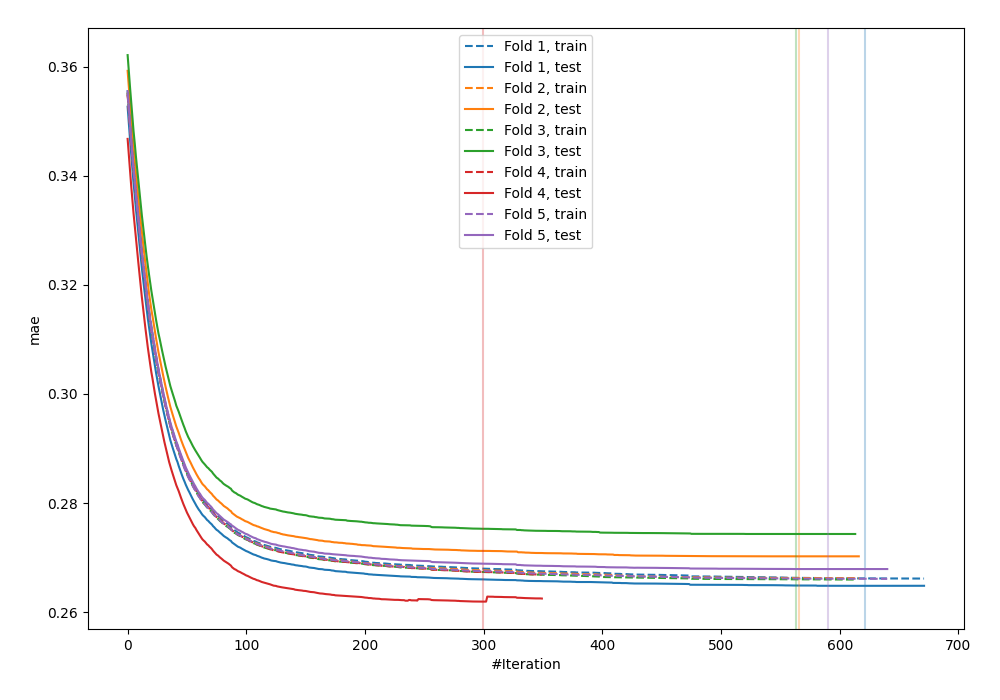 Fold 1, train
Fold 1, test
Fold 2, train
Fold 2, test
Fold 3, train
Fold 3, test
Fold 4, train
Fold 4, test
Fold 5, train
Fold 5, test
0.36
0.34
0.32
0.30
0.28
0.26
mae
0 100 200 300 400 500 600 700
#Iteration